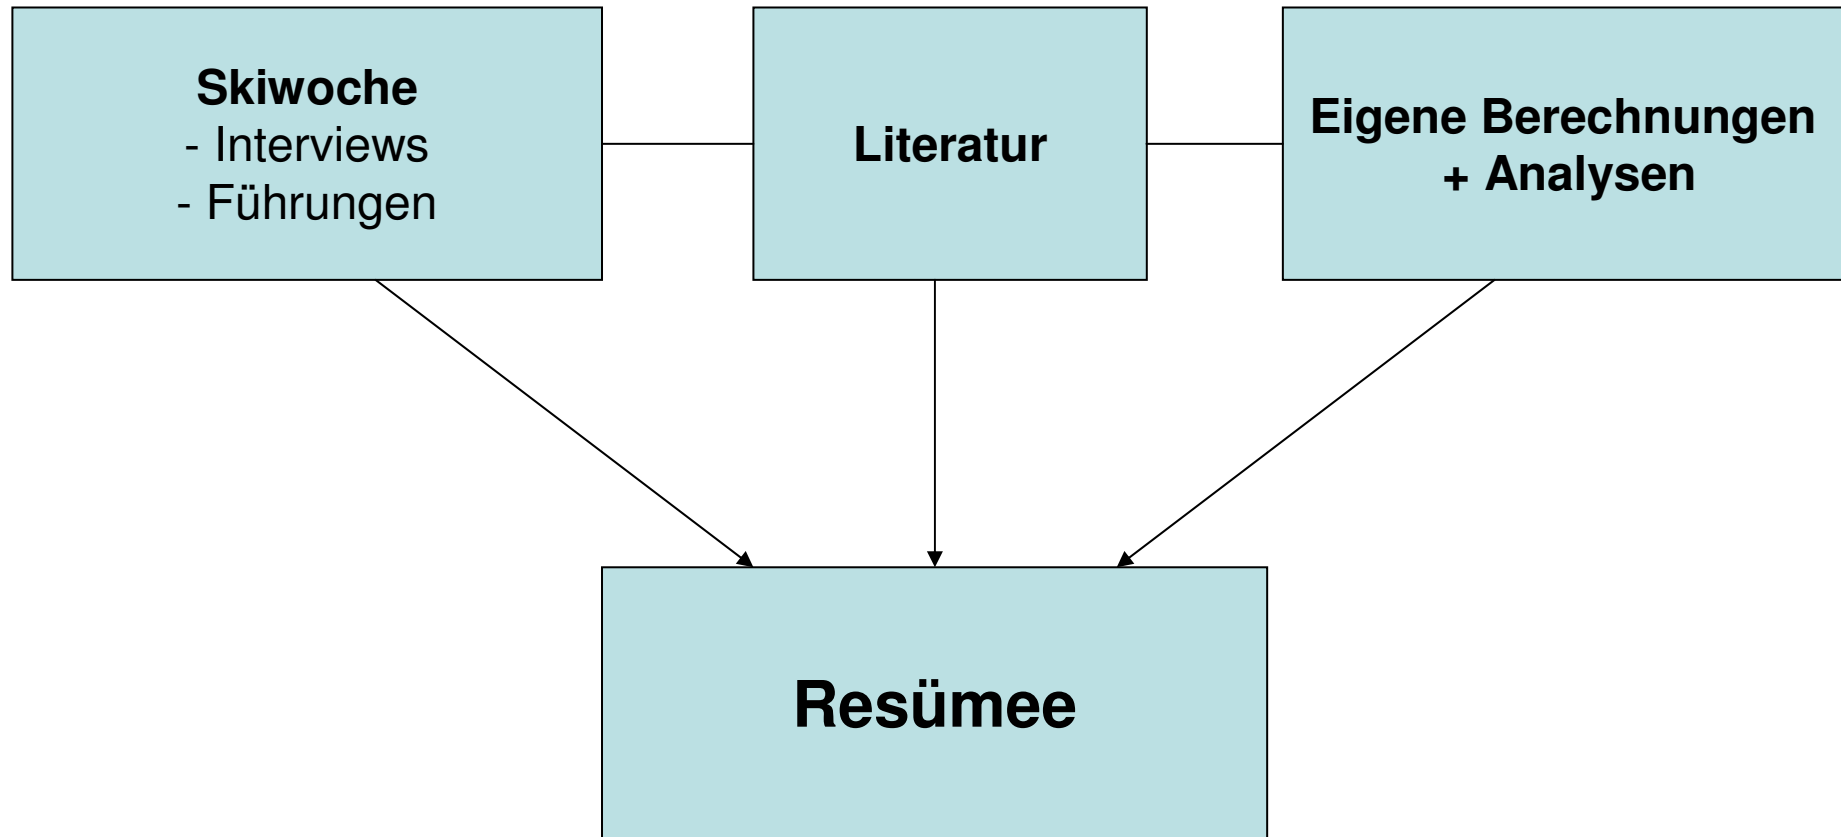 Skiwoche
- Interviews
- Führungen
Literatur
Eigene Berechnungen
+ Analysen
Resümee